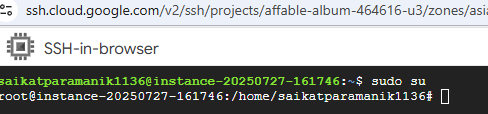 ssh.cloud.google.com/v2/ssh/projects/affable-album-464616-u3/zones/asi
SSH-in-browser
saikatparamanik1136@instance-20250727-161746:~$ sudo su
root@instance-20250727-161746:/home/saikatparamanik1136#